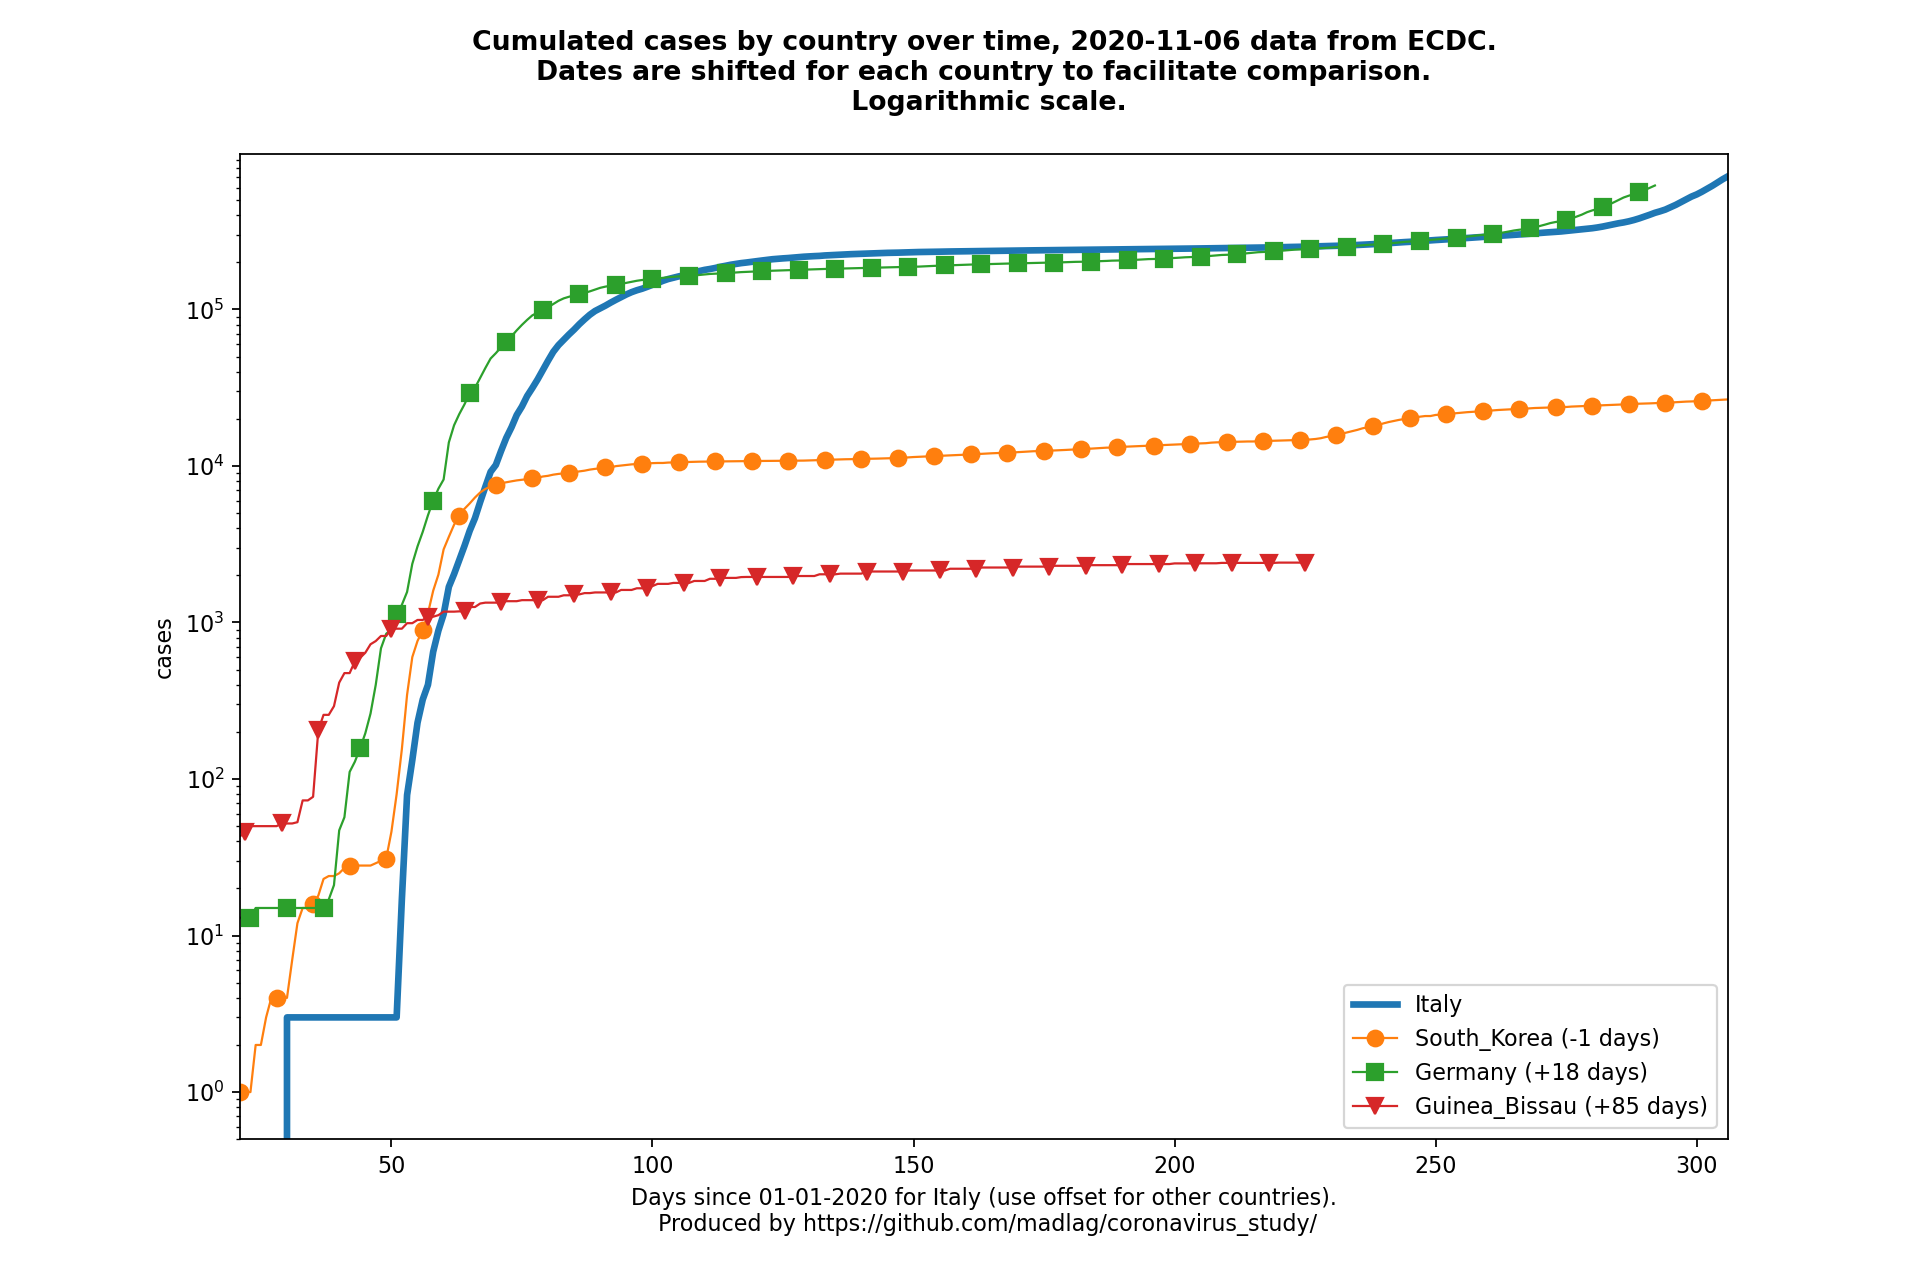 Cumulated cases by country over time, 2020-11-06 data from ECDC.
Dates are shifted for each country to facilitate comparison.
Logarithmic scale.
cases
10^5
10^4
10^3
10^2
10^1
10^0
50 100 150 200 250 300
Italy
South_Korea (-1 days)
Germany (+18 days)
Guinea_Bissau (+85 days)
Days since 01-01-2020 for Italy (use offset for other countries).
Produced by https://github.com/madlag/coronavirus_study/